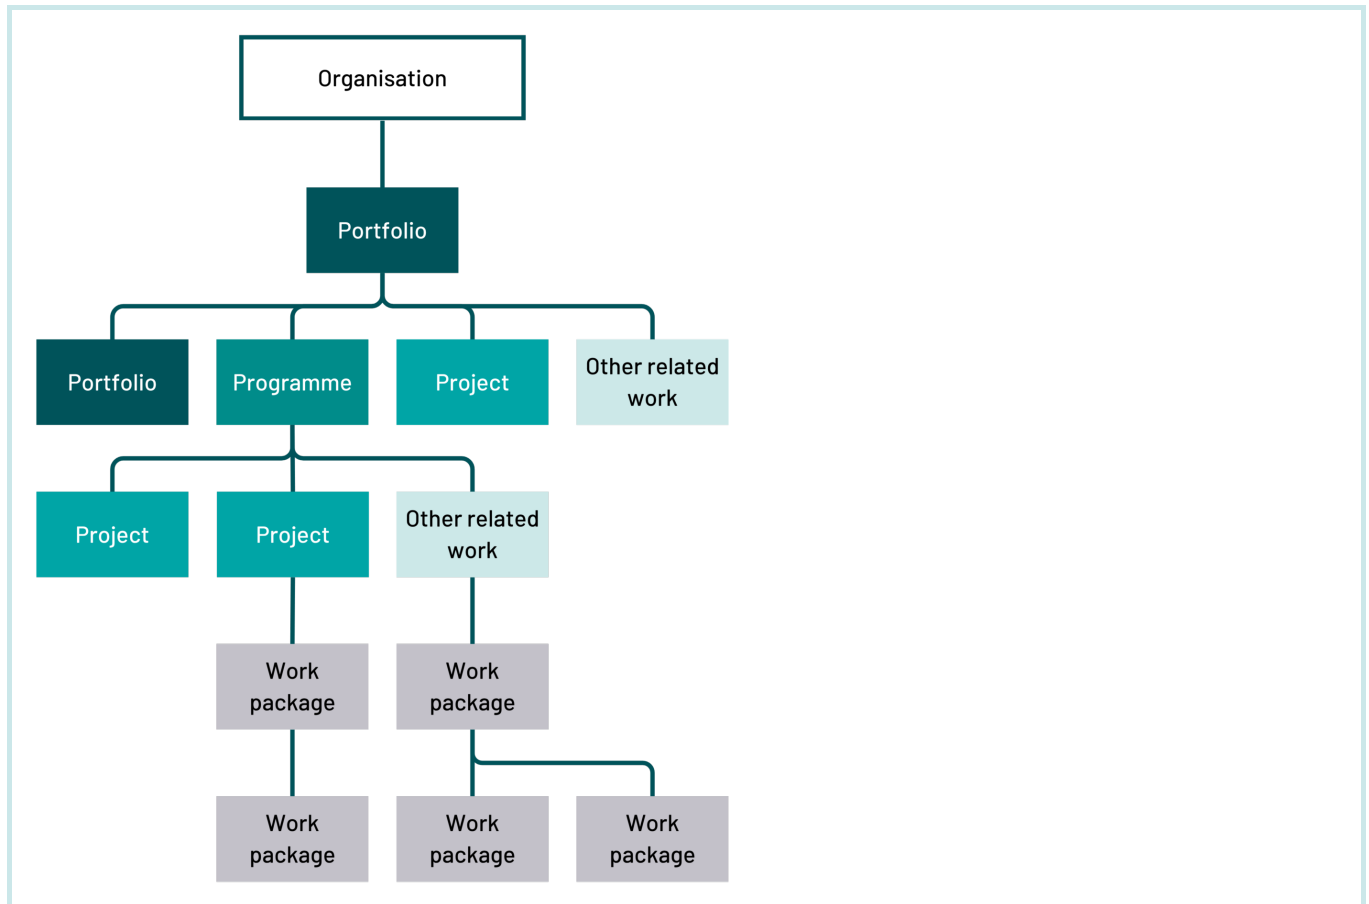 Organisation
Portfolio
Portfolio
Programme
Project
Other related
work
Project
Project
Other related
work
Work
package
Work
package
Work
package
Work
package
Work
package